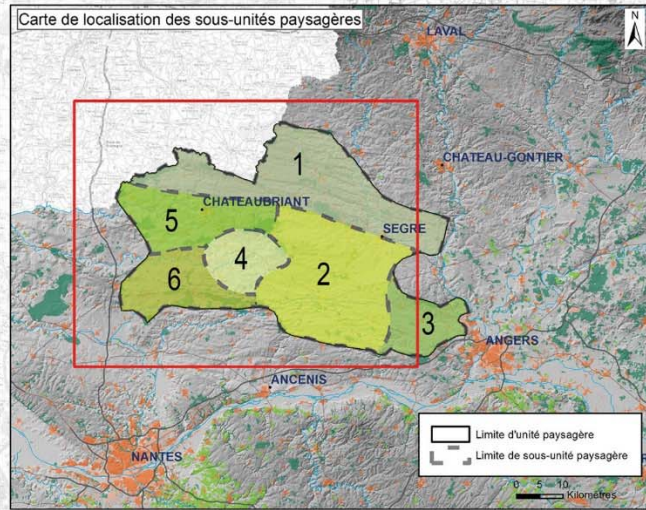 Carte de localisation des sous-unités paysagères
N
LAVAL
CHATEAU-GONTIER
1
CHATEAUBRIANT
5
SEGRE
4
2
6
3
ANGERS
ANCENIS
NANTES
Limite d'unité paysagère
Limite de sous-unité paysagère
0 5 10
Kilomètres